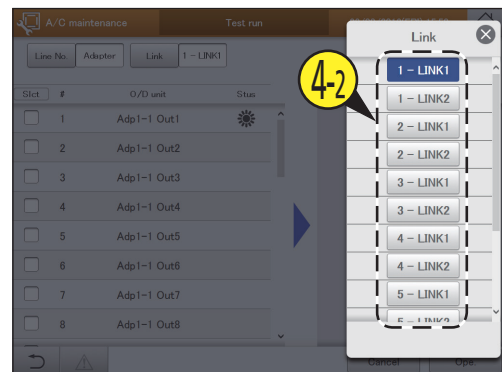 A/C maintenance Test run
Line No. Adapter Link 1 – LINK1
Slct # O/D unit Stus
1 Adp1-1 Out1
2 Adp1-1 Out2
3 Adp1-1 Out3
4 Adp1-1 Out4
5 Adp1-1 Out5
6 Adp1-1 Out6
7 Adp1-1 Out7
8 Adp1-1 Out8
Cancel Ope.
Link
4-2
1 – LINK1
1 – LINK2
2 – LINK1
2 – LINK2
3 – LINK1
3 – LINK2
4 – LINK1
4 – LINK2
5 – LINK1
5 – LINK2